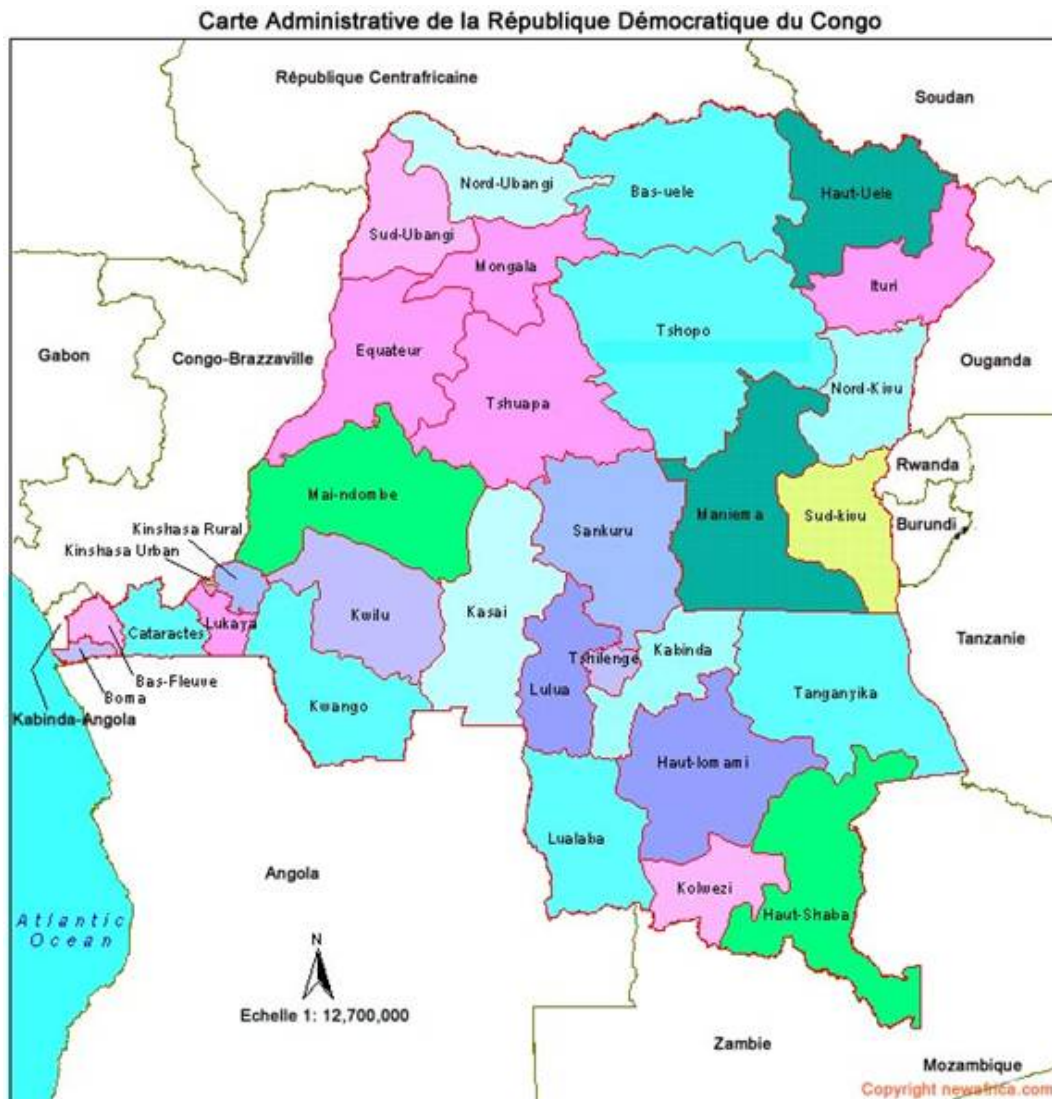 Carte Administrative de la République Démocratique du Congo
République Centrafricaine
Soudan
Nord-Ubangi
Bas-uele
Haut-Uele
Sud-Ubangi
Mongala
Ituri
Tshopo
Gabon
Congo-Brazzaville
Equateur
Ouganda
Nord-Kivu
Tshuapa
Rwanda
Mai-ndombe
Maniema
Sud-kivu
Burundi
Kinshasa Rural
Sankuru
Kinshasa Urban
Kasai
Kwilu
Cataractes
Lukaya
Tanzanie
Kabinda
Tshilenge
Bas-Fleuve
Lulua
Tanganyika
Boma
Kwango
Kabinda-Angola
Haut-lomami
Lualaba
Angola
Kolwezi
Haut-Shaba
Atlantic
Ocean
N
Echelle 1: 12,700,000
Zambie
Mozambique
Copyright newafrica.com